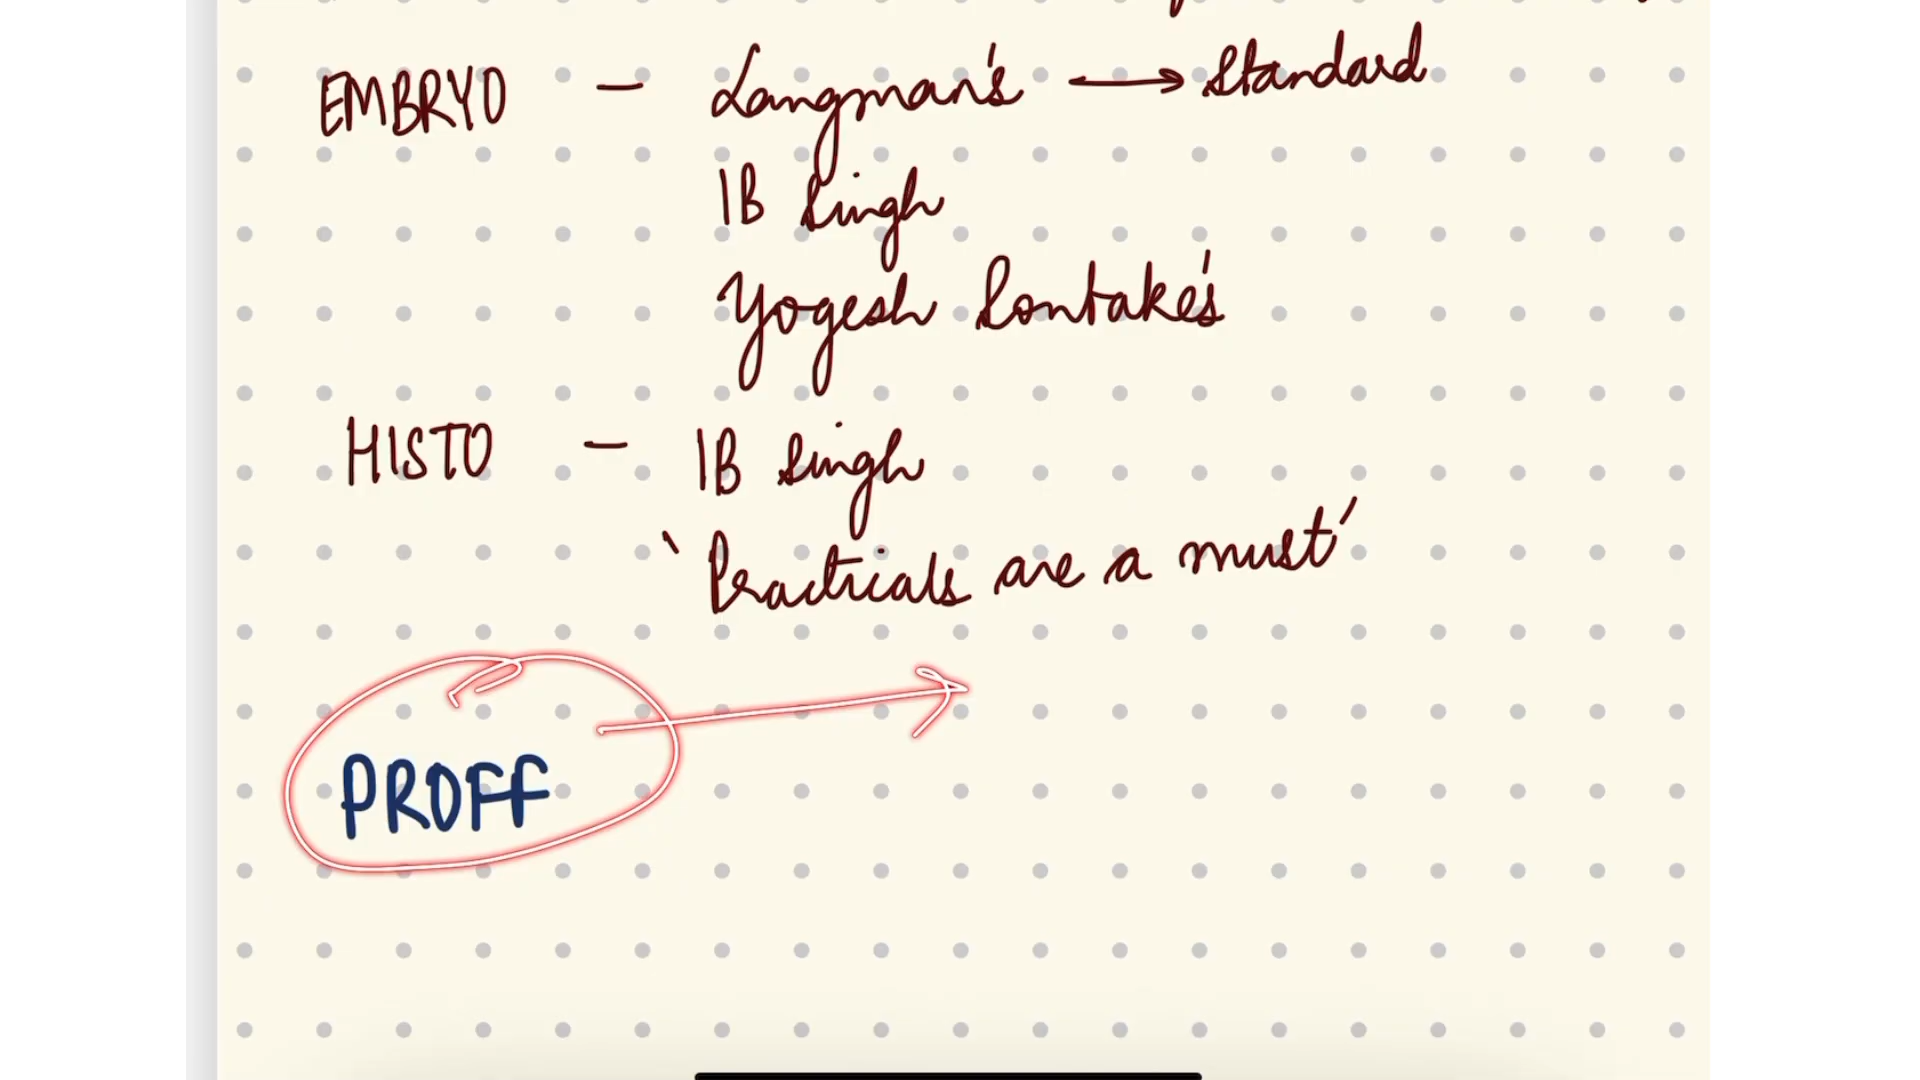 EMBRYO - Langman's → Standard
IB Singh
Yogesh Sontake's
HISTO - IB Singh
'Practicals are a must'
PROFF